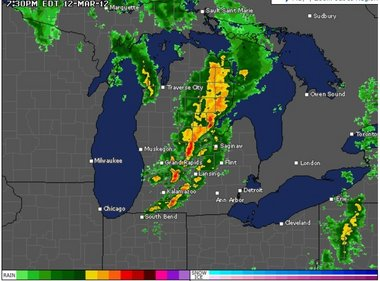 7:30PM EDT 12-MAR-12
Marquette
Sault Sainte Marie
Sudbury
Traverse City
Owen Sound
Toronto
Muskegon
Saginaw
Milwaukee
Grand Rapids
Flint
London
Lansing
Kalamazoo
Detroit
Ann Arbor
Erie
Chicago
South Bend
Cleveland
RAIN
SNOW
ICE